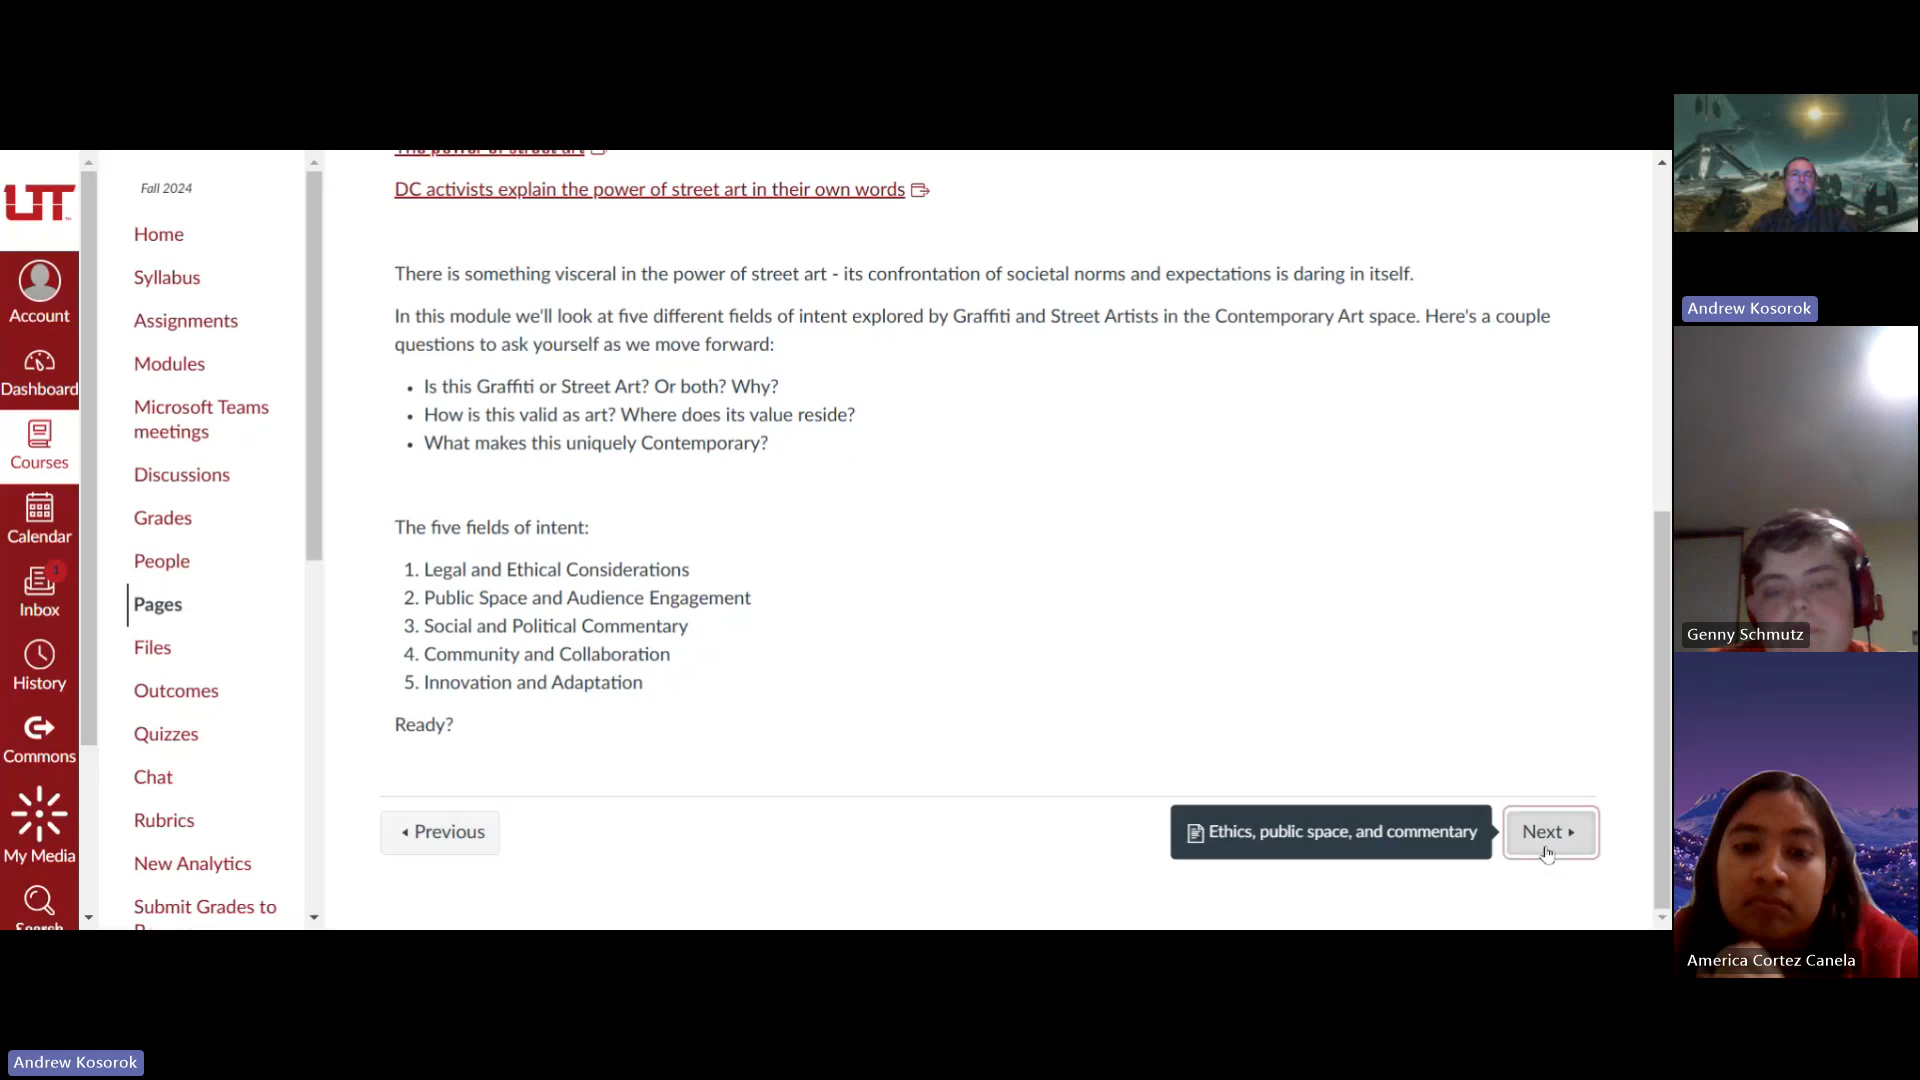 The power of street art
DC activists explain the power of street art in their own words
UT
Fall 2024
Home
Syllabus
Assignments
Modules
Microsoft Teams
meetings
Discussions
Grades
People
Pages
Files
Outcomes
Quizzes
Chat
Rubrics
New Analytics
Submit Grades to
Account
Dashboard
Courses
Calendar
1
Inbox
History
Commons
My Media
Search
There is something visceral in the power of street art - its confrontation of societal norms and expectations is daring in itself.
In this module we'll look at five different fields of intent explored by Graffiti and Street Artists in the Contemporary Art space. Here's a couple
questions to ask yourself as we move forward:
• Is this Graffiti or Street Art? Or both? Why?
• How is this valid as art? Where does its value reside?
• What makes this uniquely Contemporary?
The five fields of intent:
1. Legal and Ethical Considerations
2. Public Space and Audience Engagement
3. Social and Political Commentary
4. Community and Collaboration
5. Innovation and Adaptation
Ready?
Previous
Ethics, public space, and commentary
Next
Andrew Kosorok
Genny Schmutz
America Cortez Canela
Andrew Kosorok